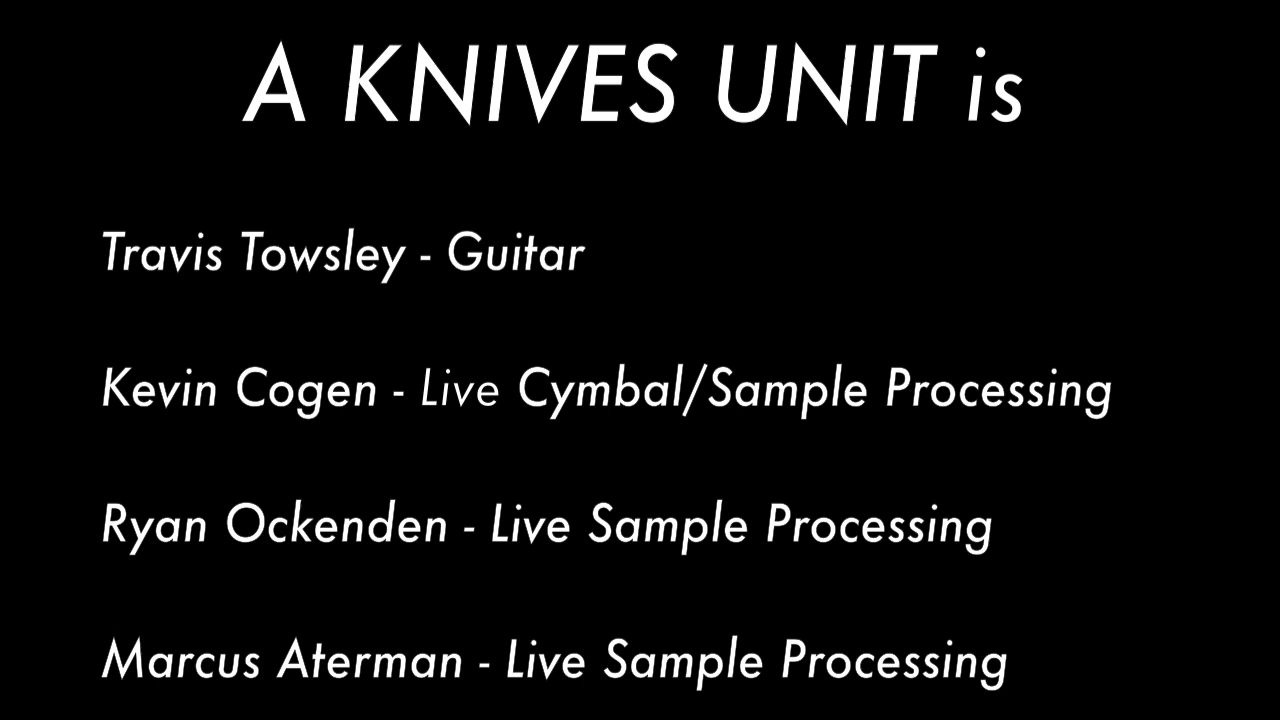 A KNIVES UNIT is
Travis Towsley - Guitar
Kevin Cogen - Live Cymbal/Sample Processing
Ryan Ockenden - Live Sample Processing
Marcus Aterman - Live Sample Processing